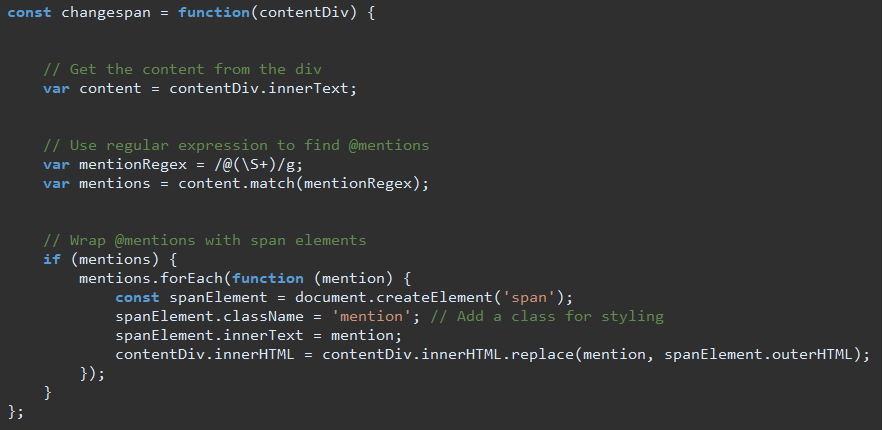 const changespan = function(contentDiv) {
// Get the content from the div
var content = contentDiv.innerText;
// Use regular expression to find @mentions
var mentionRegex = /@(\S+)/g;
var mentions = content.match(mentionRegex);
// Wrap @mentions with span elements
if (mentions) {
mentions.forEach(function (mention) {
const spanElement = document.createElement('span');
spanElement.className = 'mention'; // Add a class for styling
spanElement.innerText = mention;
contentDiv.innerHTML = contentDiv.innerHTML.replace(mention, spanElement.outerHTML);
});
}
};